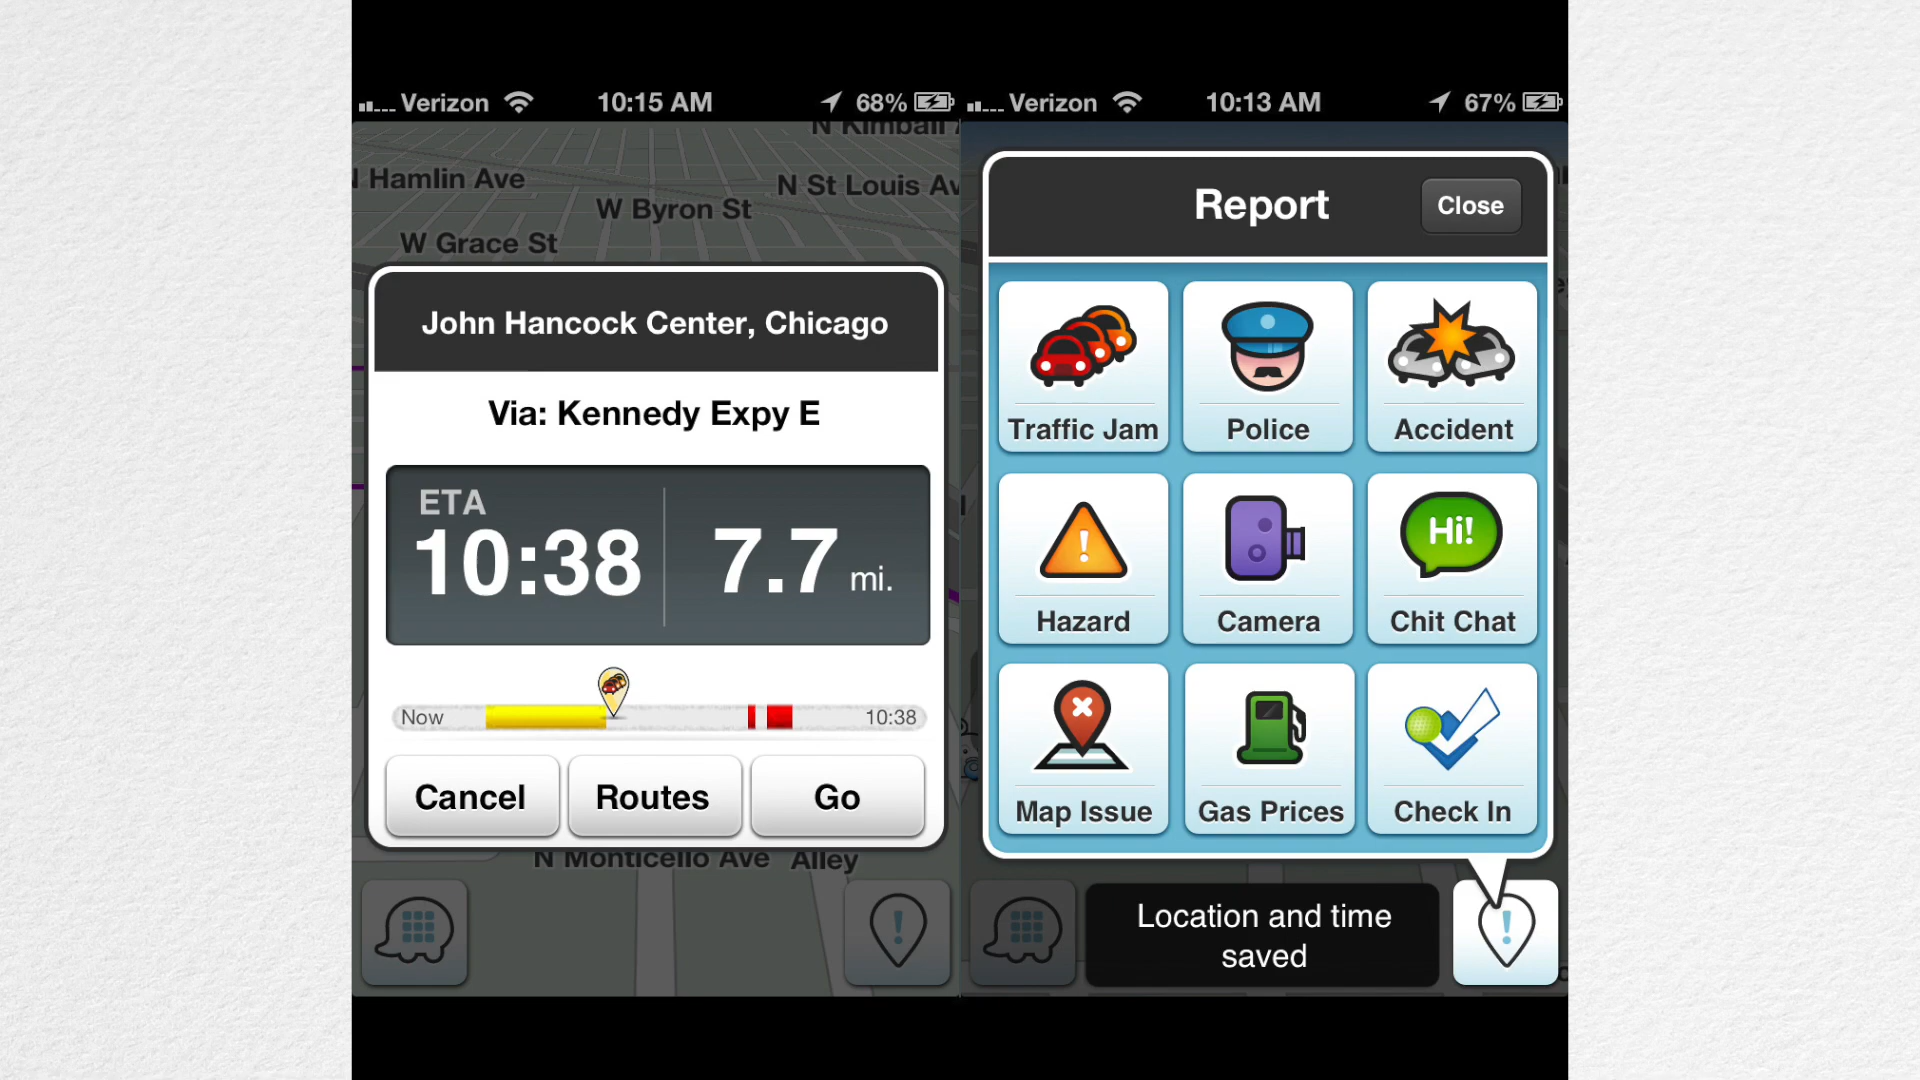 Verizon 10:15 AM 68%
N Kimball
N Hamlin Ave
N St Louis Av
W Byron St
W Grace St
John Hancock Center, Chicago
Via: Kennedy Expy E
ETA
10:38
7.7 mi.
Now 10:38
Cancel Routes Go
N Monticello Ave Alley
Verizon 10:13 AM 67%
Report Close
Traffic Jam Police Accident
Hi!
Hazard Camera Chit Chat
Map Issue Gas Prices Check In
Location and time
saved